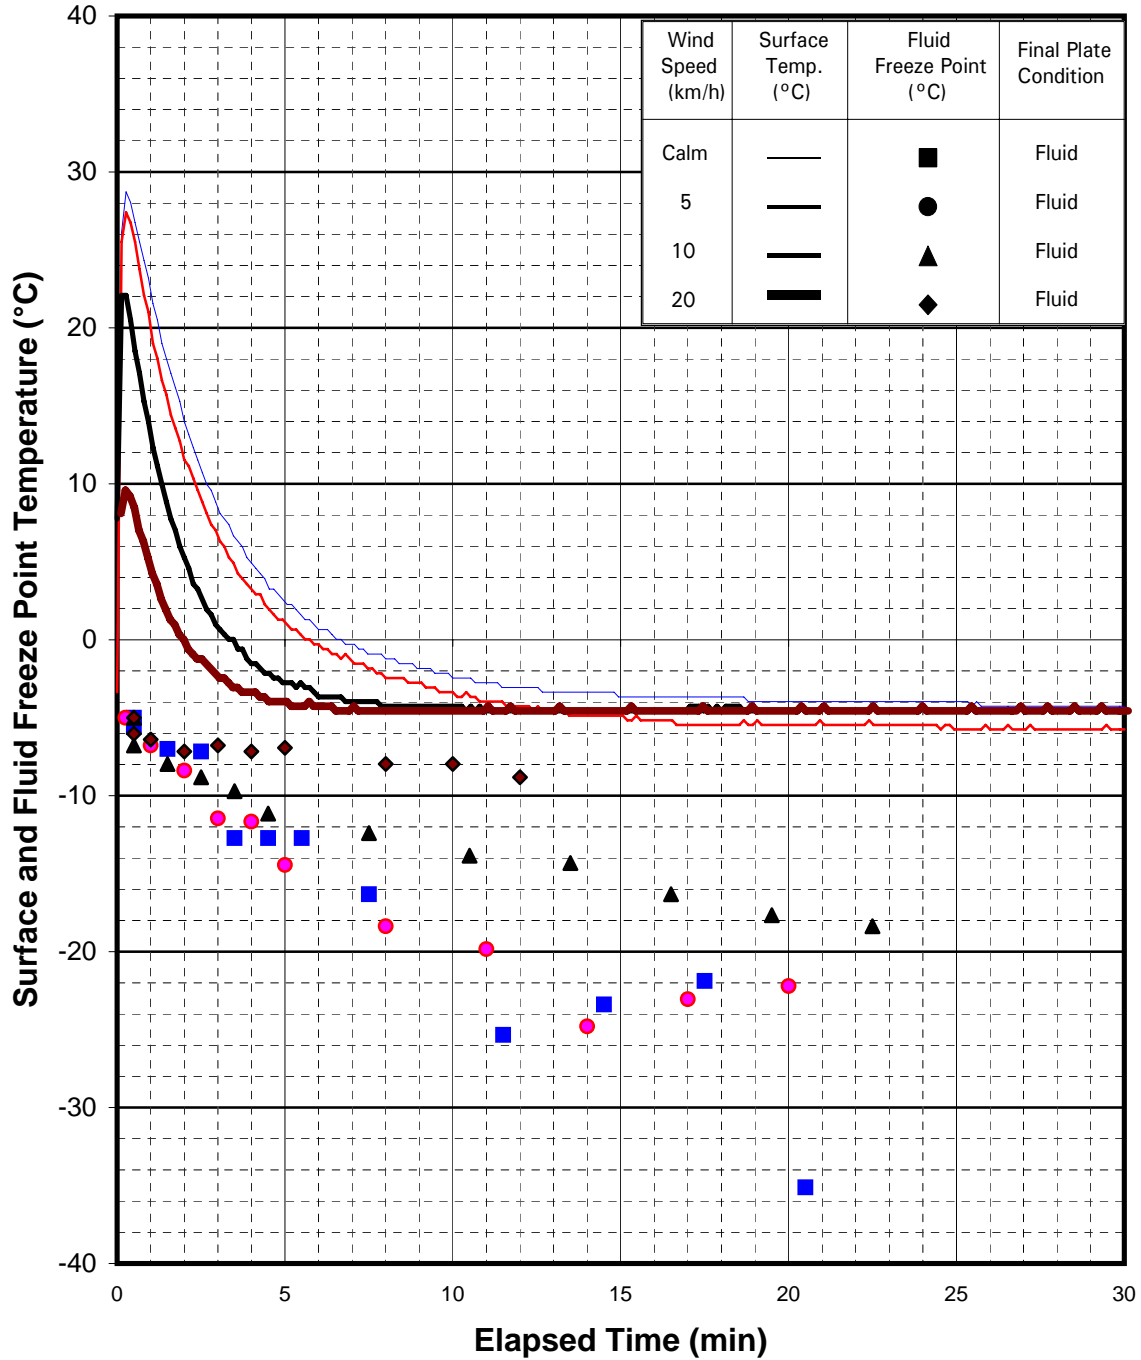 40
30
20
10
0
-10
-20
-30
-40
Surface and Fluid Freeze Point Temperature (°C)
Wind Speed (km/h)
Surface Temp. (°C)
Fluid Freeze Point (°C)
Final Plate Condition
Calm Fluid
5 Fluid
10 Fluid
20 Fluid
0 5 10 15 20 25 30
Elapsed Time (min)